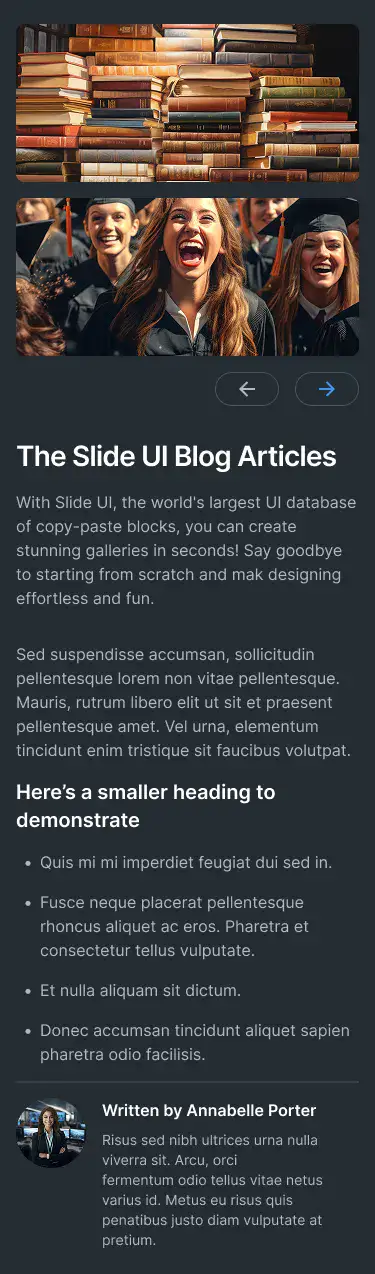 The Slide UI Blog Articles
With Slide UI, the world's largest UI database
of copy-paste blocks, you can create
stunning galleries in seconds! Say goodbye
to starting from scratch and mak designing
effortless and fun.
Sed suspendisse accumsan, sollicitudin
pellentesque lorem non vitae pellentesque.
Mauris, rutrum libero elit ut sit et praesent
pellentesque amet. Vel urna, elementum
tincidunt enim tristique sit faucibus volutpat.
Here’s a smaller heading to
demonstrate
• Quis mi mi imperdiet feugiat dui sed in.
• Fusce neque placerat pellentesque
rhoncus aliquet ac eros. Pharetra et
consectetur tellus vulputate.
• Et nulla aliquam sit dictum.
• Donec accumsan tincidunt aliquet sapien
pharetra odio facilisis.
Written by Annabelle Porter
Risus sed nibh ultrices urna nulla
viverra sit. Arcu, orci
fermentum odio tellus vitae netus
varius id. Metus eu risus quis
penatibus justo diam vulputate at
pretium.